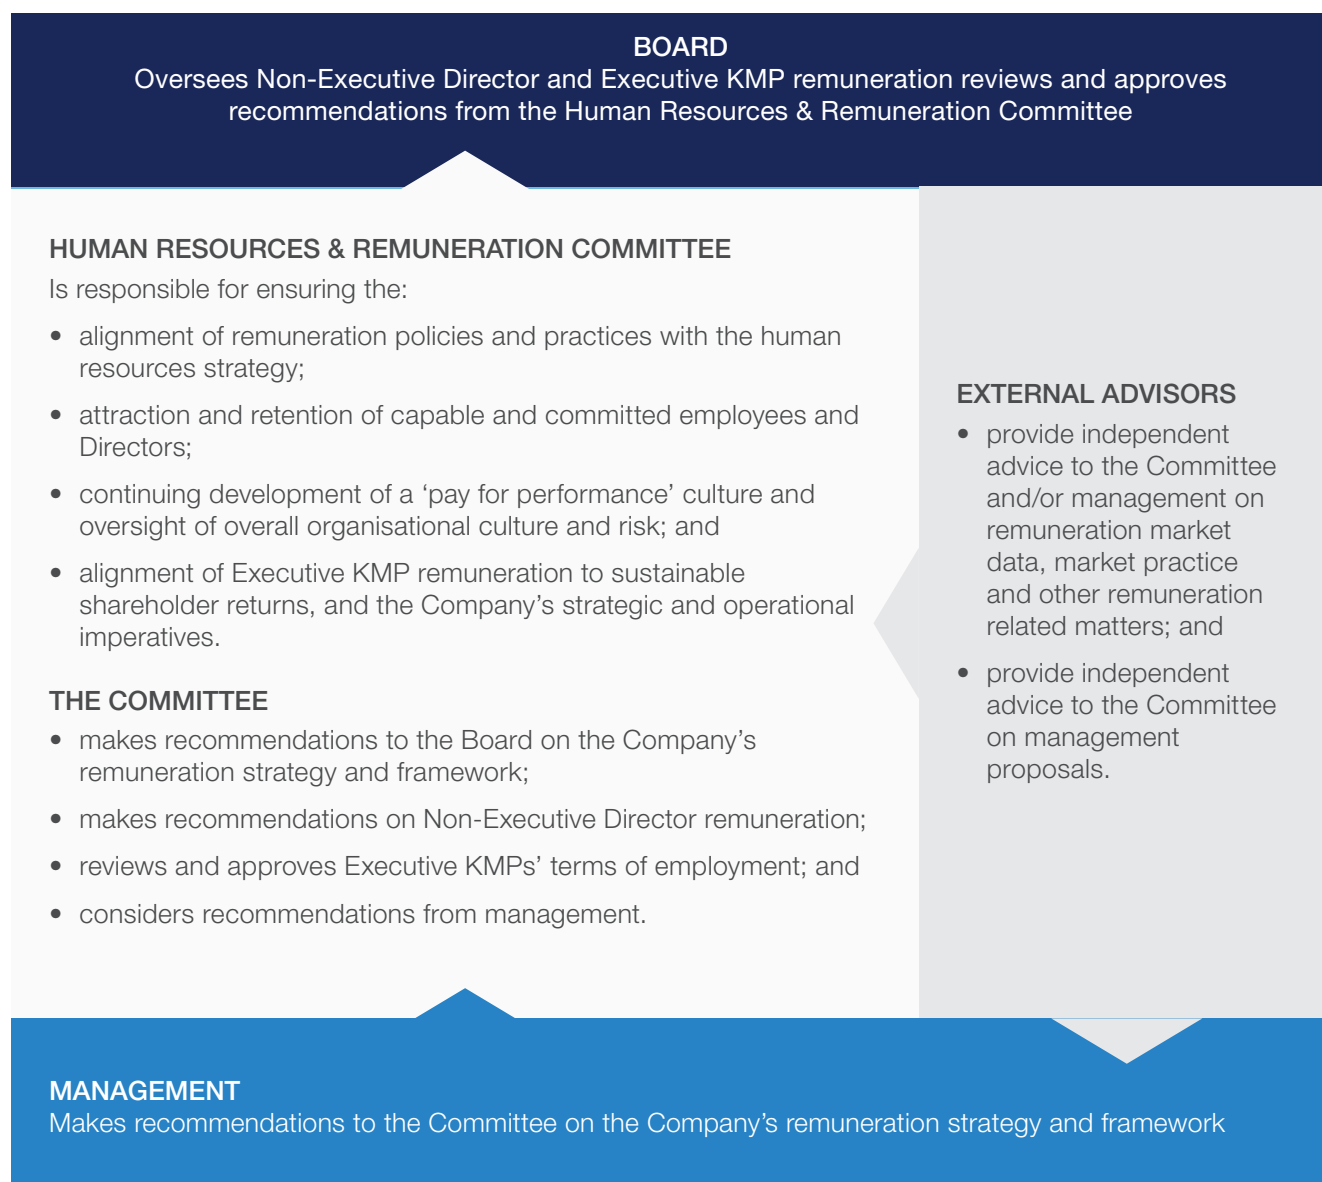 BOARD
Oversees Non-Executive Director and Executive KMP remuneration reviews and approves
recommendations from the Human Resources & Remuneration Committee
HUMAN RESOURCES & REMUNERATION COMMITTEE
Is responsible for ensuring the:
• alignment of remuneration policies and practices with the human
resources strategy;
• attraction and retention of capable and committed employees and
Directors;
• continuing development of a ‘pay for performance’ culture and
oversight of overall organisational culture and risk; and
• alignment of Executive KMP remuneration to sustainable
shareholder returns, and the Company’s strategic and operational
imperatives.
THE COMMITTEE
• makes recommendations to the Board on the Company’s
remuneration strategy and framework;
• makes recommendations on Non-Executive Director remuneration;
• reviews and approves Executive KMPs’ terms of employment; and
• considers recommendations from management.
EXTERNAL ADVISORS
• provide independent
advice to the Committee
and/or management on
remuneration market
data, market practice
and other remuneration
related matters; and
• provide independent
advice to the Committee
on management
proposals.
MANAGEMENT
Makes recommendations to the Committee on the Company’s remuneration strategy and framework